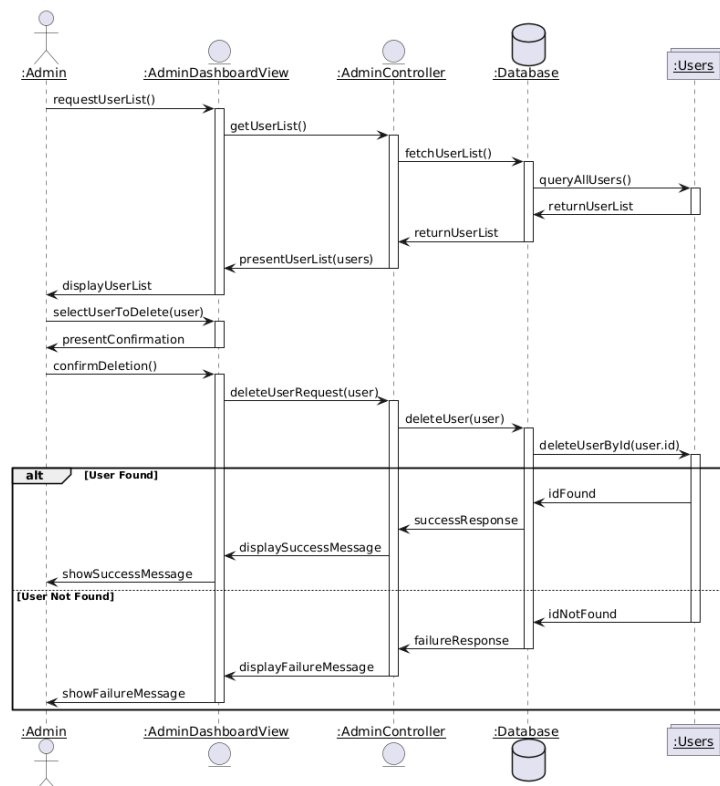 :Admin
:AdminDashboardView
:AdminController
:Database
:Users
requestUserList()
getUserList()
fetchUserList()
queryAllUsers()
returnUserList
returnUserList
presentUserList(users)
displayUserList
selectUserToDelete(user)
presentConfirmation
confirmDeletion()
deleteUserRequest(user)
deleteUser(user)
deleteUserById(user.id)
alt [User Found]
idFound
successResponse
displaySuccessMessage
showSuccessMessage
[User Not Found]
idNotFound
failureResponse
displayFailureMessage
showFailureMessage
:Admin
:AdminDashboardView
:AdminController
:Database
:Users